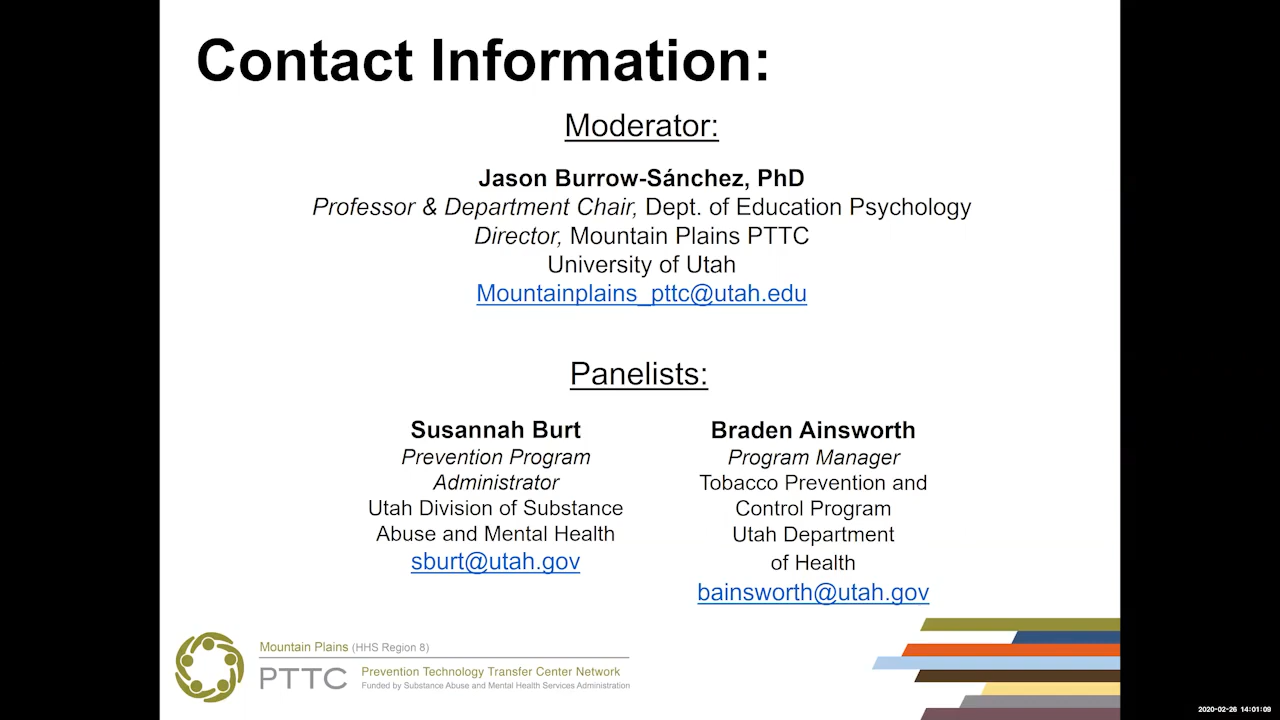 Contact Information:
Moderator:
Jason Burrow-Sánchez, PhD
Professor & Department Chair, Dept. of Education Psychology
Director, Mountain Plains PTTC
University of Utah
Mountainplains_pttc@utah.edu
Panelists:
Susannah Burt
Prevention Program
Administrator
Utah Division of Substance
Abuse and Mental Health
sburt@utah.gov
Braden Ainsworth
Program Manager
Tobacco Prevention and
Control Program
Utah Department
of Health
bainsworth@utah.gov
Mountain Plains (HHS Region 8)
PTTC
Prevention Technology Transfer Center Network
Funded by Substance Abuse and Mental Health Services Administration
2020-02-26 14:01:09